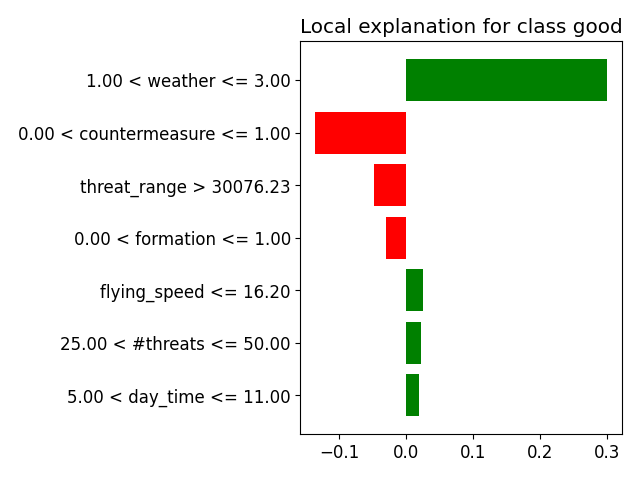 Local explanation for class good
1.00 < weather <= 3.00
0.00 < countermeasure <= 1.00
threat_range > 30076.23
0.00 < formation <= 1.00
flying_speed <= 16.20
25.00 < #threats <= 50.00
5.00 < day_time <= 11.00
−0.1 0.0 0.1 0.2 0.3